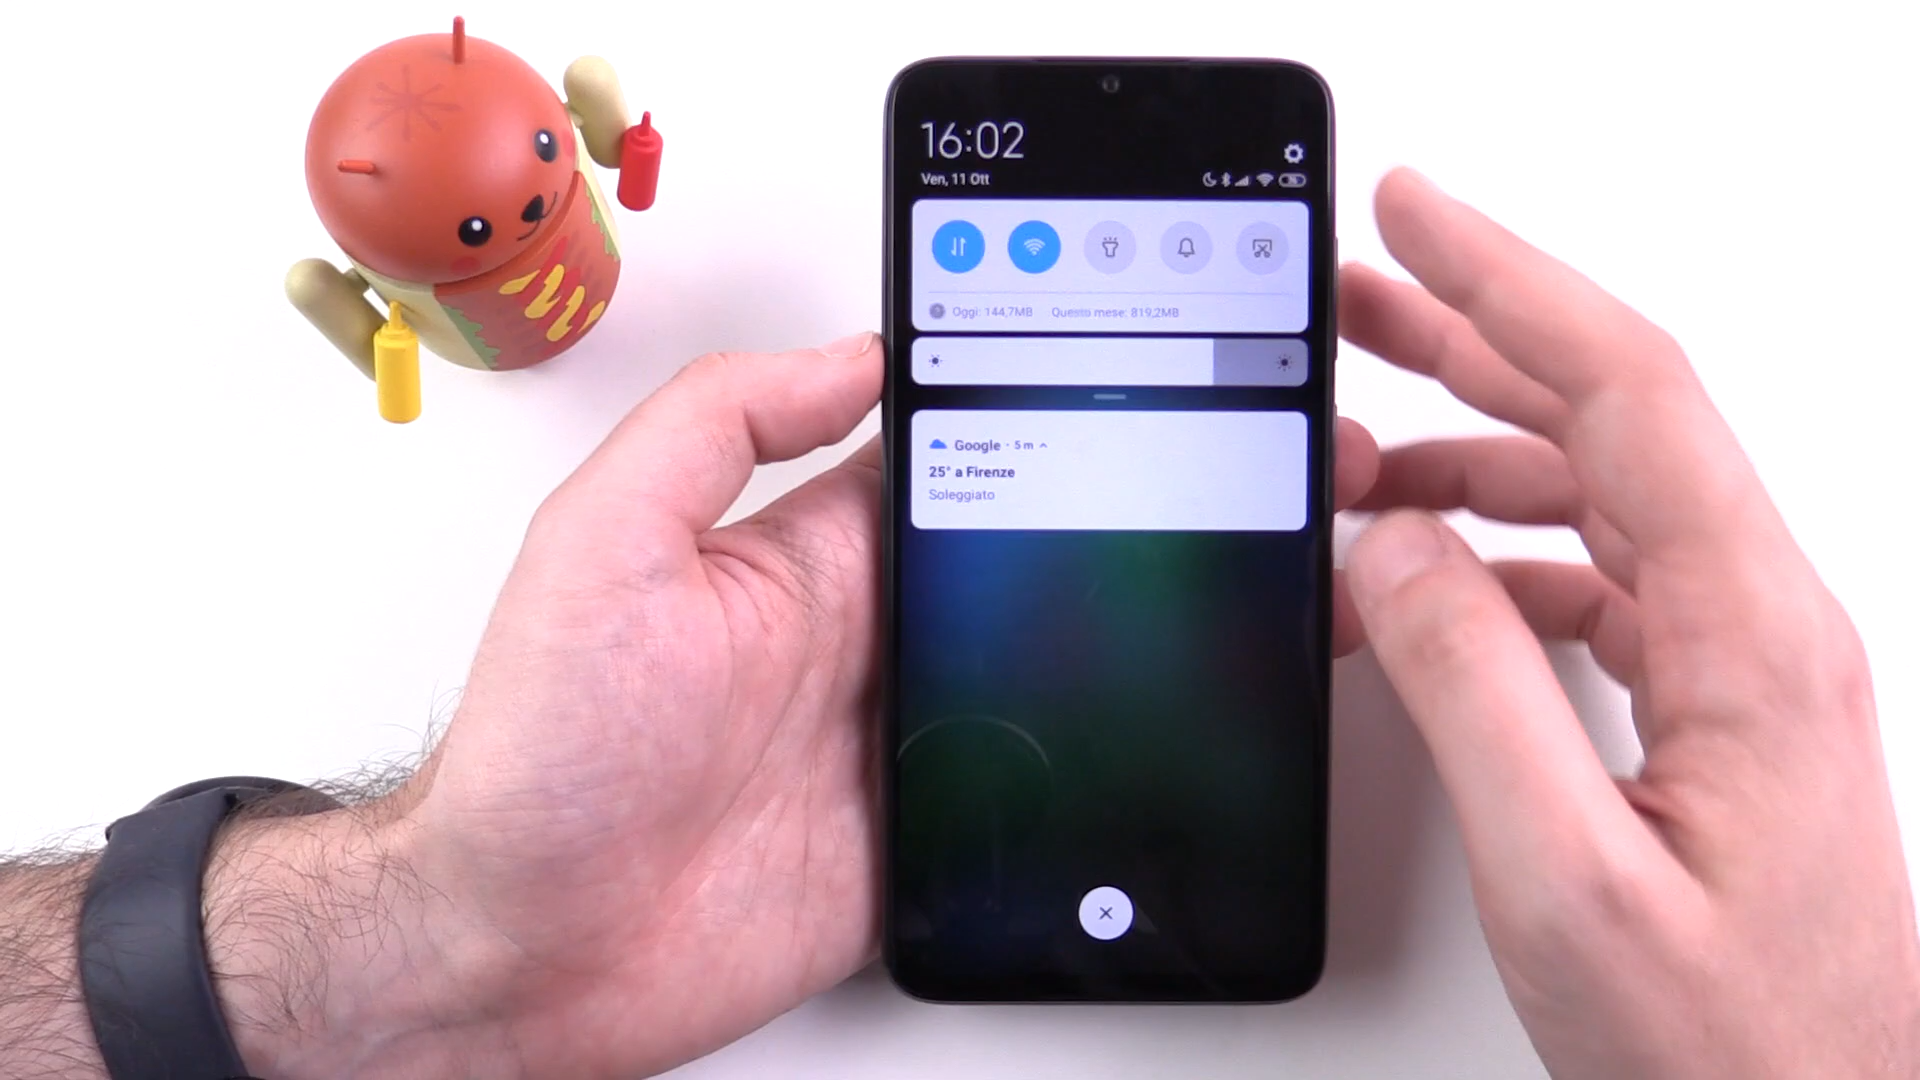 16:02
Ven, 11 Ott
Oggi: 144,7MB Questo mese: 819,2MB
Google · 5 m
25° a Firenze
Soleggiato